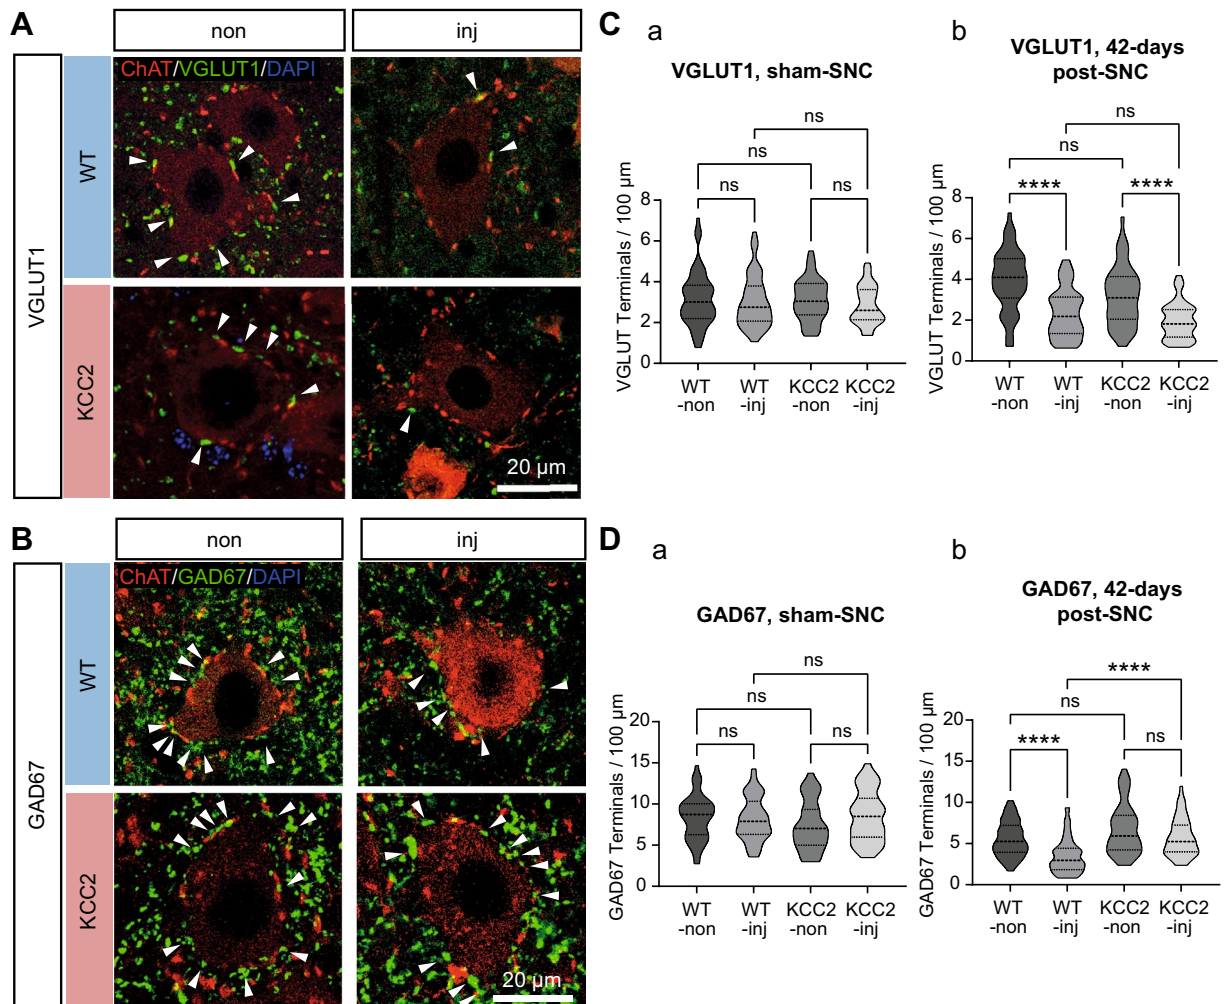 A
non
inj
VGLUT1
WT
ChAT/VGLUT1/DAPI
KCC2
20 µm
B
non
inj
GAD67
WT
ChAT/GAD67/DAPI
KCC2
20 µm
C
a
VGLUT1, sham-SNC
ns
ns
ns
ns
VGLUT Terminals / 100 µm
8
6
4
2
0
WT
-non
WT
-inj
KCC2
-non
KCC2
-inj
b
VGLUT1, 42-days
post-SNC
ns
ns
****
****
VGLUT Terminals / 100 µm
8
6
4
2
0
WT
-non
WT
-inj
KCC2
-non
KCC2
-inj
D
a
GAD67, sham-SNC
ns
ns
ns
ns
GAD67 Terminals / 100 µm
20
15
10
5
0
WT
-non
WT
-inj
KCC2
-non
KCC2
-inj
b
GAD67, 42-days
post-SNC
****
ns
****
ns
GAD67 Terminals / 100 µm
20
10
5
0
WT
-non
WT
-inj
KCC2
-non
KCC2
-inj